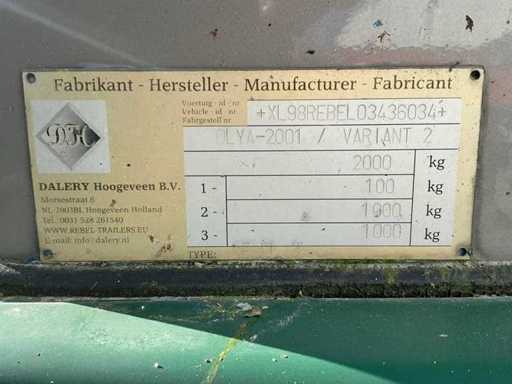 Fabrikant - Hersteller - Manufacturer - Fabricant
DH
Voertuig - id - nr.
Vehicle - id - nr.
Fahrgestell nr.
+XL98REBEL03436034+
OLYA-2001 / VARIANT 2
2000 kg
1 - 100 kg
2 - 1000 kg
3 - 1000 kg
TYPE:
DALERY Hoogeveen B.V.
Morsestraat 6
NL-7903BL Hoogeveen Holland
Tel. 0031 528 261540
WWW.REBEL-TRAILERS.EU
E-mail: info@dalery.nl